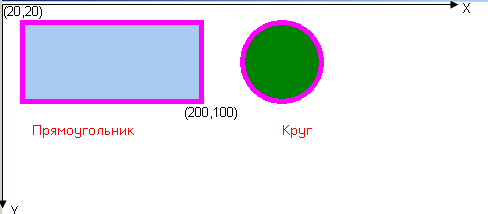 (20,20)
X
(200,100)
Прямоугольник
Круг
Y